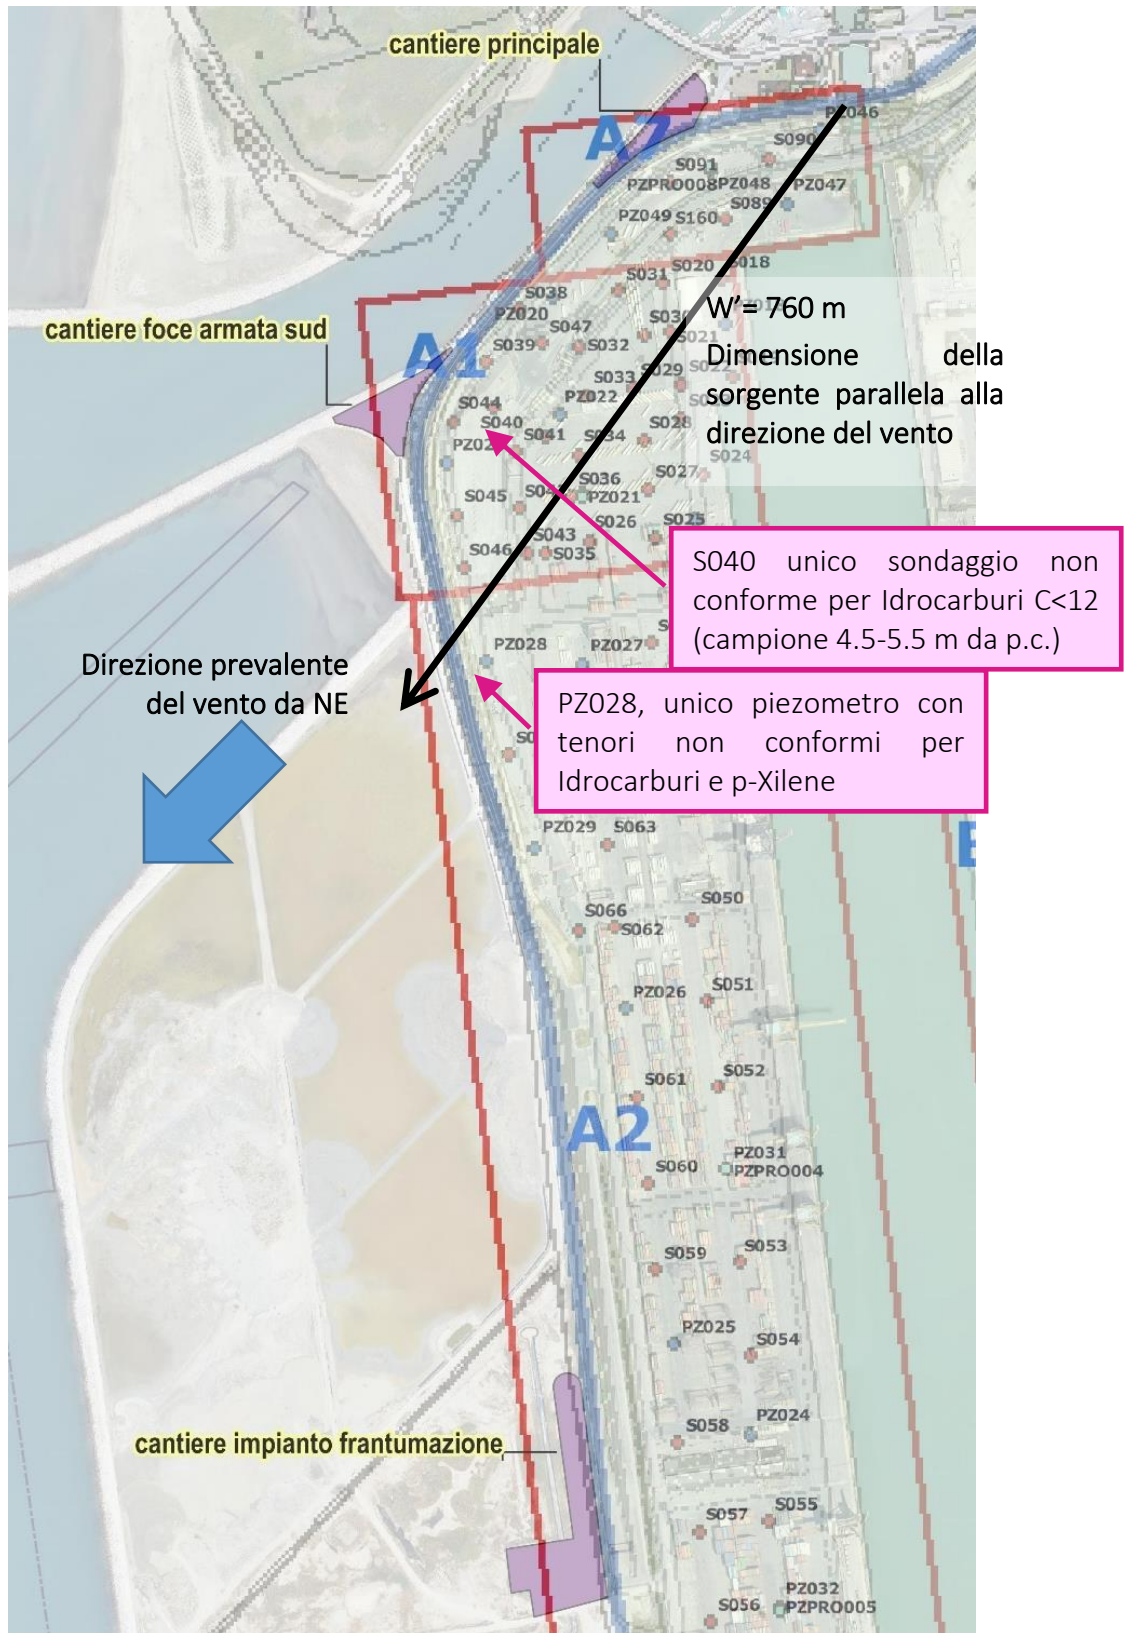 cantiere principale
A7
PZ046
S090
S091
PZPRO008
PZ048
PZ047
S089
PZ049
S160
S018
S020
S031
S038
PZ020
W'= 760 m
Dimensione della
sorgente parallela alla
direzione del vento
cantiere foce armata sud
A1
S047
S039
S032
S021
S033
S029
S022
PZ022
S044
S040
S041
S034
S028
S024
S036
S027
PZ021
S045
S026
S025
S043
S046
S035
S040 unico sondaggio non
conforme per Idrocarburi C<12
(campione 4.5-5.5 m da p.c.)
PZ028
PZ027
Direzione prevalente
del vento da NE
PZ028, unico piezometro con
tenori non conformi per
Idrocarburi e p-Xilene
PZ029
S063
S050
S066
S062
S051
PZ026
S052
S061
A2
PZ031
PZPRO004
S060
S059
S053
PZ025
S054
PZ024
S058
cantiere impianto frantumazione
S055
S057
PZ032
PZPRO005
S056